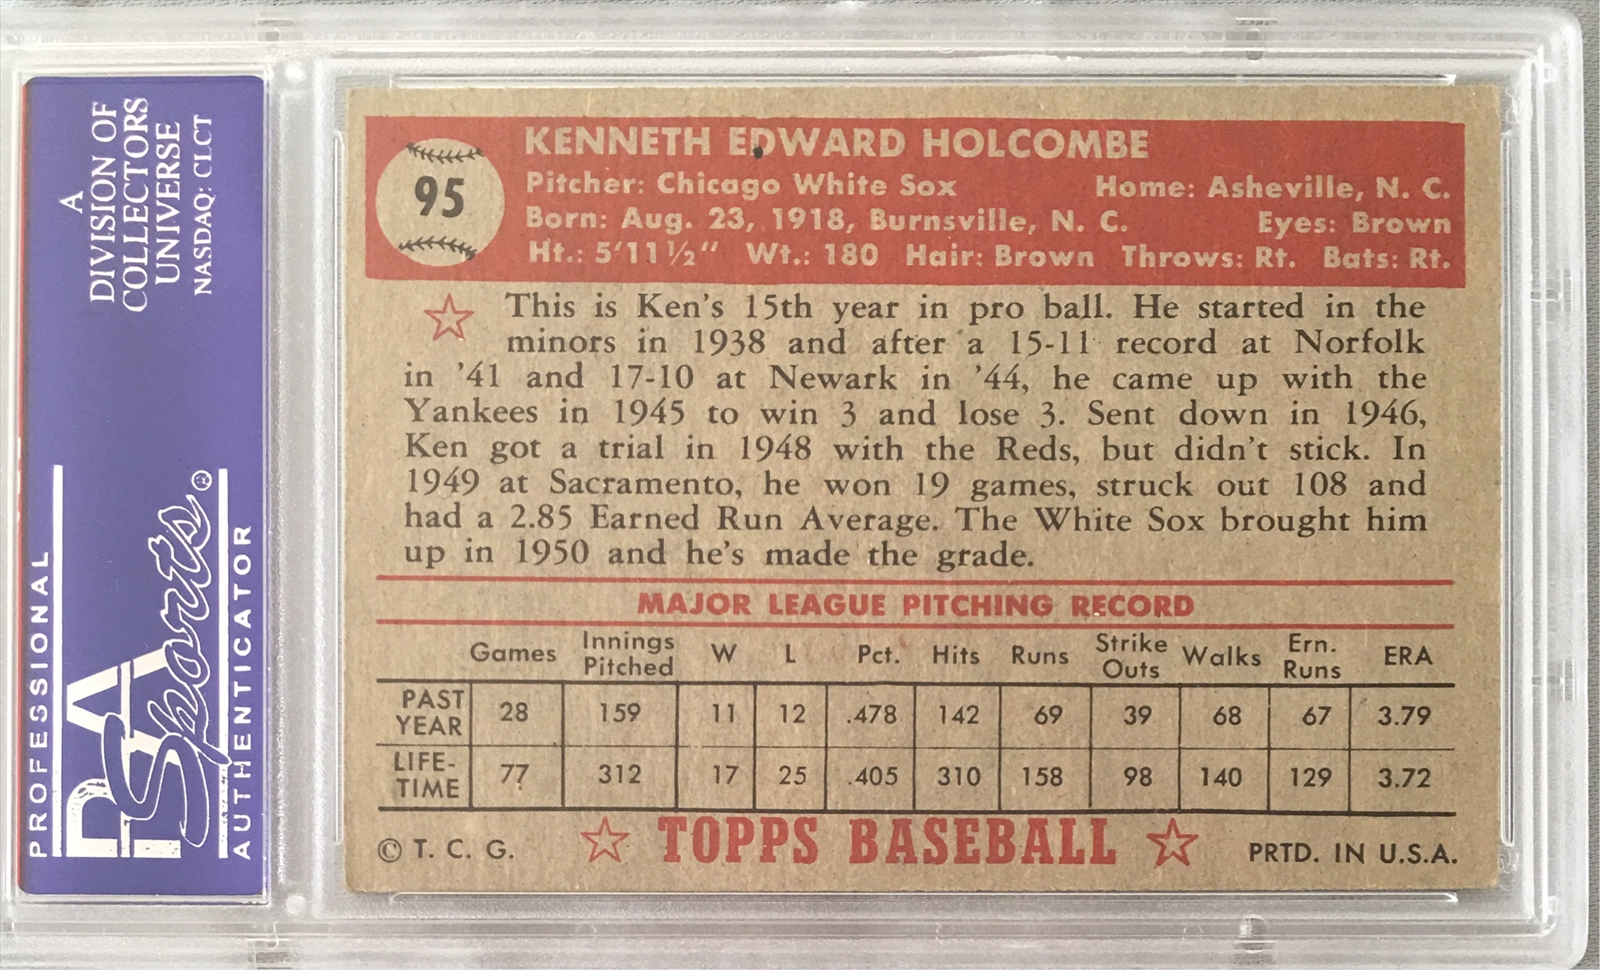 A
DIVISION OF
COLLECTORS
UNIVERSE
NASDAQ: CLCT
PROFESSIONAL
PSA
Sports®
AUTHENTICATOR
95
KENNETH EDWARD HOLCOMBE
Pitcher: Chicago White Sox Home: Asheville, N. C.
Born: Aug. 23, 1918, Burnsville, N. C. Eyes: Brown
Ht.: 5'11½" Wt.: 180 Hair: Brown Throws: Rt. Bats: Rt.
This is Ken's 15th year in pro ball. He started in the
minors in 1938 and after a 15-11 record at Norfolk
in '41 and 17-10 at Newark in '44, he came up with the
Yankees in 1945 to win 3 and lose 3. Sent down in 1946,
Ken got a trial in 1948 with the Reds, but didn't stick. In
1949 at Sacramento, he won 19 games, struck out 108 and
had a 2.85 Earned Run Average. The White Sox brought him
up in 1950 and he's made the grade.
MAJOR LEAGUE PITCHING RECORD
Games Innings Pitched W L Pct. Hits Runs Strike Outs Walks Ern. Runs ERA
PAST YEAR 28 159 11 12 .478 142 69 39 68 67 3.79
LIFE-TIME 77 312 17 25 .405 310 158 98 140 129 3.72
© T. C. G. TOPPS BASEBALL PRTD. IN U.S.A.